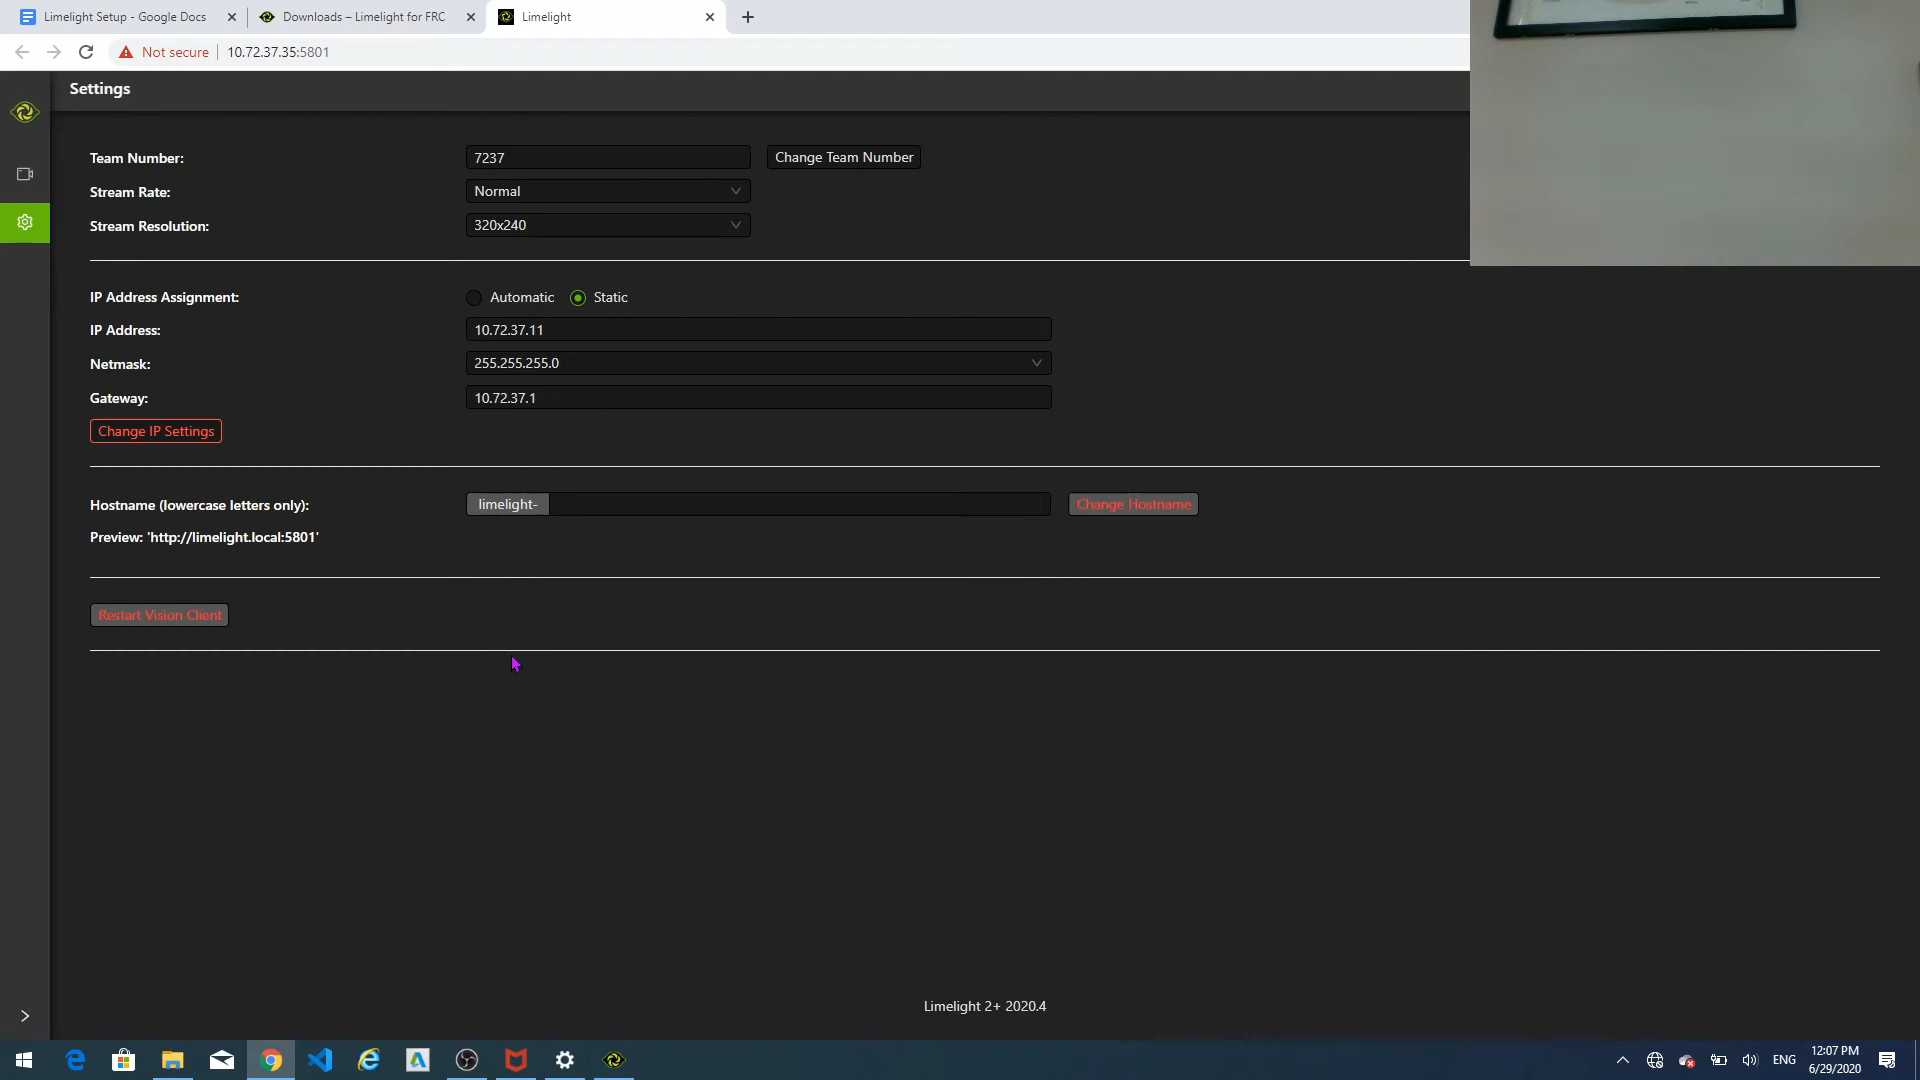 Limelight Setup - Google Docs
Downloads – Limelight for FRC
Limelight
Not secure
10.72.37.35:5801
Settings
Team Number:
7237
Change Team Number
Stream Rate:
Normal
Stream Resolution:
320x240
IP Address Assignment:
Automatic
Static
IP Address:
10.72.37.11
Netmask:
255.255.255.0
Gateway:
10.72.37.1
Change IP Settings
Hostname (lowercase letters only):
limelight-
Change Hostname
Preview: 'http://limelight.local:5801'
Restart Vision Client
Limelight 2+ 2020.4
ENG
12:07 PM
6/29/2020